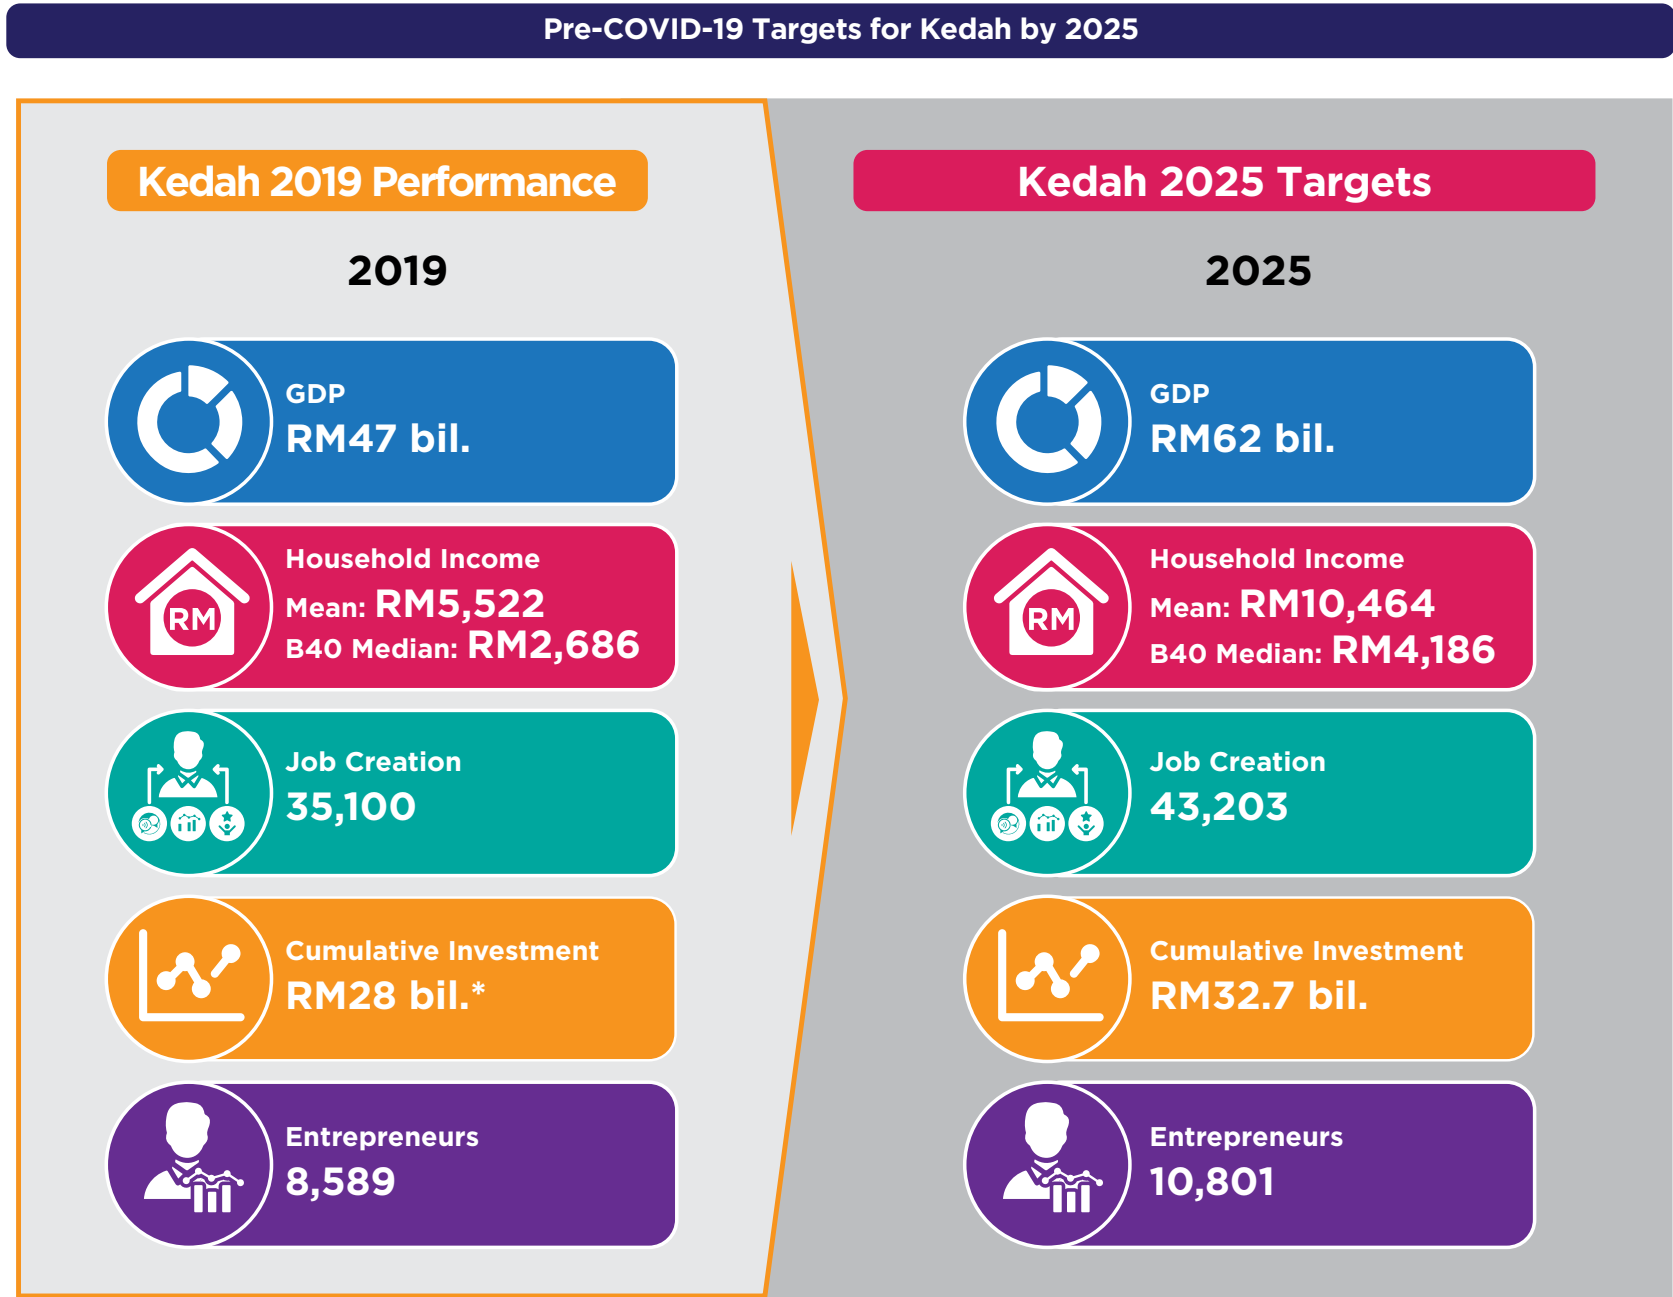 Pre-COVID-19 Targets for Kedah by 2025
Kedah 2019 Performance
2019
GDP
RM47 bil.
RM
Household Income
Mean: RM5,522
B40 Median: RM2,686
Job Creation
35,100
Cumulative Investment
RM28 bil.*
Entrepreneurs
8,589
Kedah 2025 Targets
2025
GDP
RM62 bil.
RM
Household Income
Mean: RM10,464
B40 Median: RM4,186
Job Creation
43,203
Cumulative Investment
RM32.7 bil.
Entrepreneurs
10,801